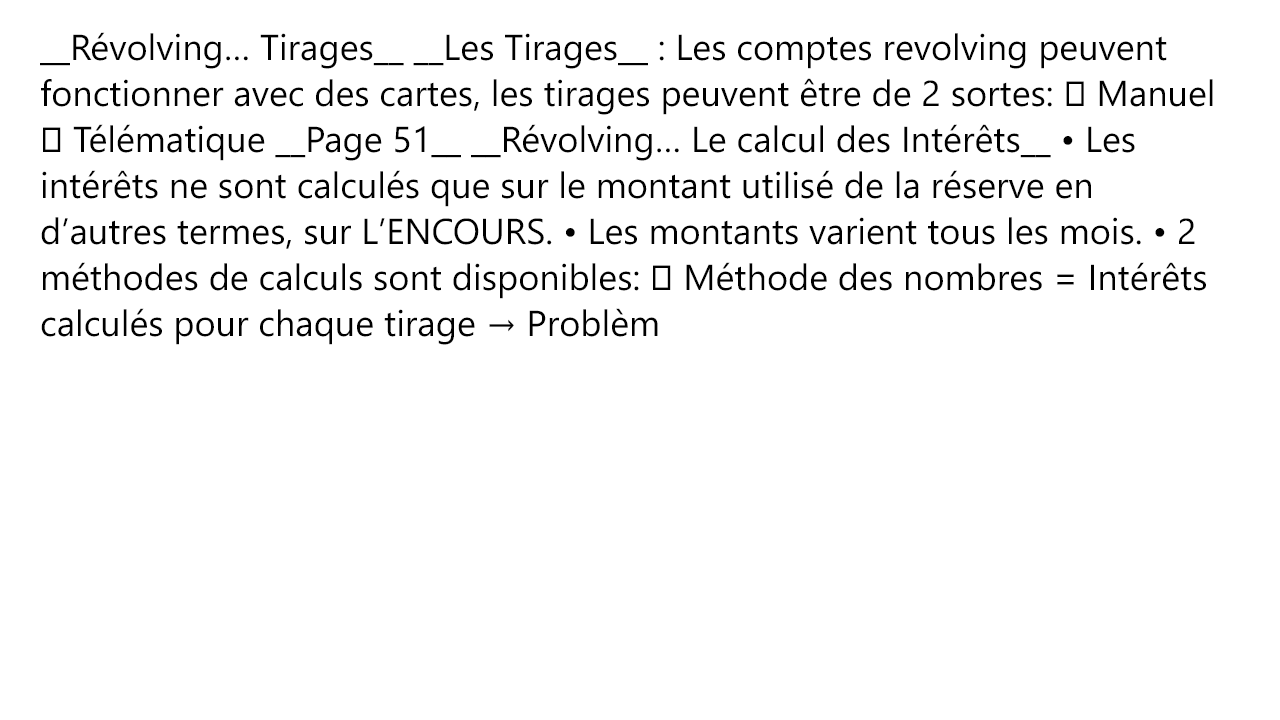 __Révolving… Tirages__ __Les Tirages__ : Les comptes revolving peuvent
fonctionner avec des cartes, les tirages peuvent être de 2 sortes: 􏰀 Manuel
􏰀 Télématique __Page 51__ __Révolving… Le calcul des Intérêts__ • Les
intérêts ne sont calculés que sur le montant utilisé de la réserve en
d’autres termes, sur L’ENCOURS. • Les montants varient tous les mois. • 2
méthodes de calculs sont disponibles: 􏰀 Méthode des nombres = Intérêts
calculés pour chaque tirage → Problèm